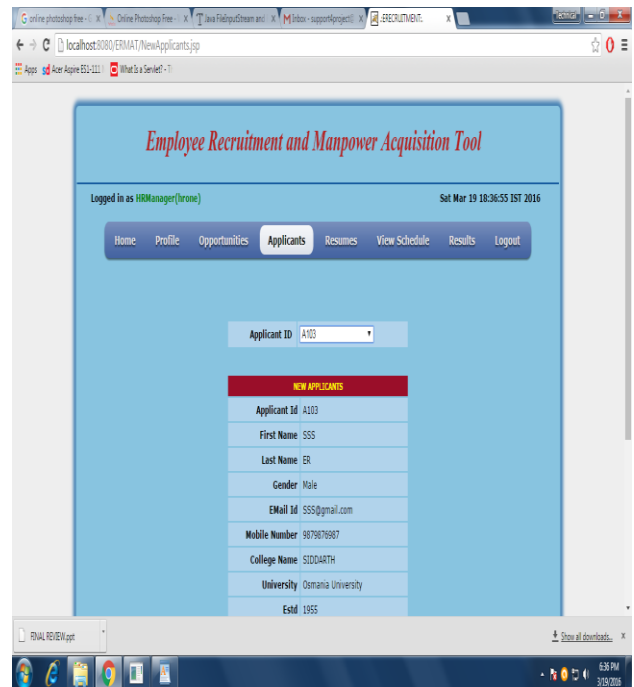 online photoshop free -
Online Photoshop Free -
Java FileInputStream and
Inbox - supportAproject@
:ERECRUITMENT:.
localhost:8080/ERMAT/NewApplicants.jsp
Apps
Acer Aspire ES1-111
What Is a Servlet? -
Employee Recruitment and Manpower Acquisition Tool
Logged in as HRManager(hrone)
Sat Mar 19 18:36:55 IST 2016
Home Profile Opportunities Applicants Resumes View Schedule Results Logout
Applicant ID A103
NEW APPLICANTS
Applicant Id A103
First Name SSS
Last Name ER
Gender Male
EMail Id SSS@gmail.com
Mobile Number 9879876987
College Name SIDDARTH
University Osmania University
Estd 1955
FINAL REVIEW.ppt
Show all downloads...
6:36 PM
3/19/2016